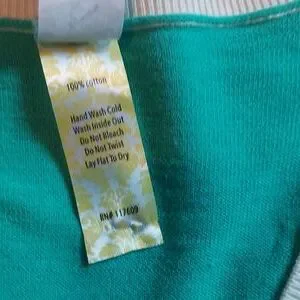 100% cotton
Hand Wash Cold
Wash Inside Out
Do Not Bleach
Do Not Twist
Lay Flat To Dry
RN# 117609